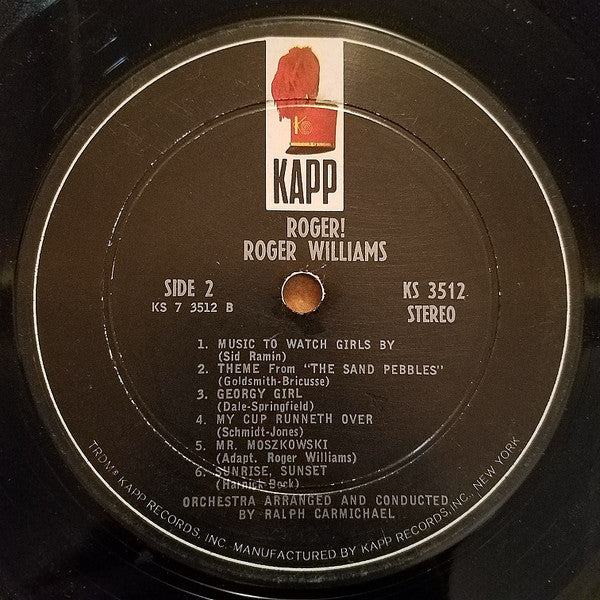 KAPP
ROGER!
ROGER WILLIAMS
SIDE 2
KS 7 3512 B
KS 3512
STEREO
1. MUSIC TO WATCH GIRLS BY
(Sid Ramin)
2. THEME From "THE SAND PEBBLES"
(Goldsmith-Bricusse)
3. GEORGY GIRL
(Dale-Springfield)
4. MY CUP RUNNETH OVER
(Schmidt-Jones)
5. MR. MOSZKOWSKI
(Adapt. Roger Williams)
6. SUNRISE, SUNSET
(Harnick Bock)
ORCHESTRA ARRANGED AND CONDUCTED
BY RALPH CARMICHAEL
TRDM® KAPP RECORDS, INC. MANUFACTURED BY KAPP RECORDS, INC., NEW YORK